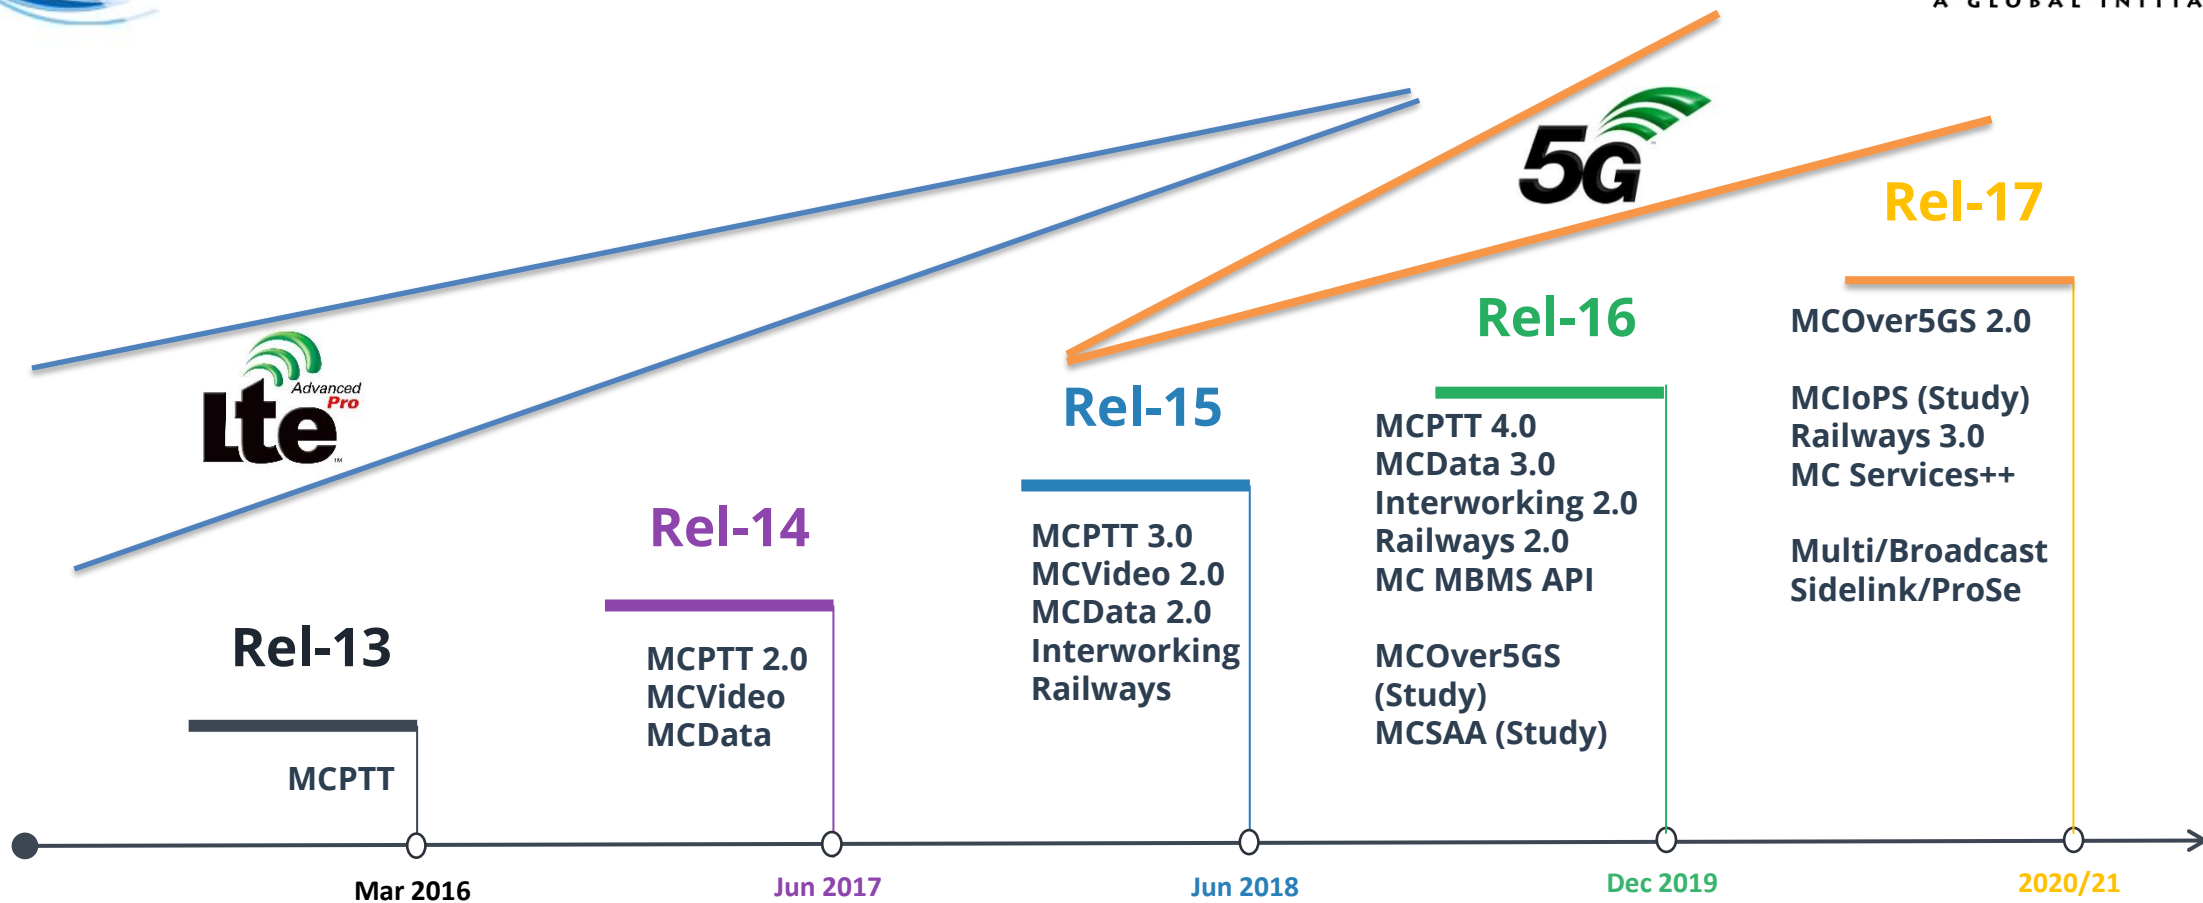 A GLOBAL INITIA
5G
Rel-17
LTE
Advanced
Pro
Rel-16
MCOver5GS 2.0
MCIoPS (Study)
Railways 3.0
MC Services++
Multi/Broadcast
Sidelink/ProSe
Rel-15
MCPTT 4.0
MCData 3.0
Interworking 2.0
Railways 2.0
MC MBMS API
MCOver5GS
(Study)
MCSAA (Study)
Rel-14
MCPTT 3.0
MCVideo 2.0
MCData 2.0
Interworking
Railways
Rel-13
MCPTT 2.0
MCVideo
MCData
MCPTT
Mar 2016
Jun 2017
Jun 2018
Dec 2019
2020/21